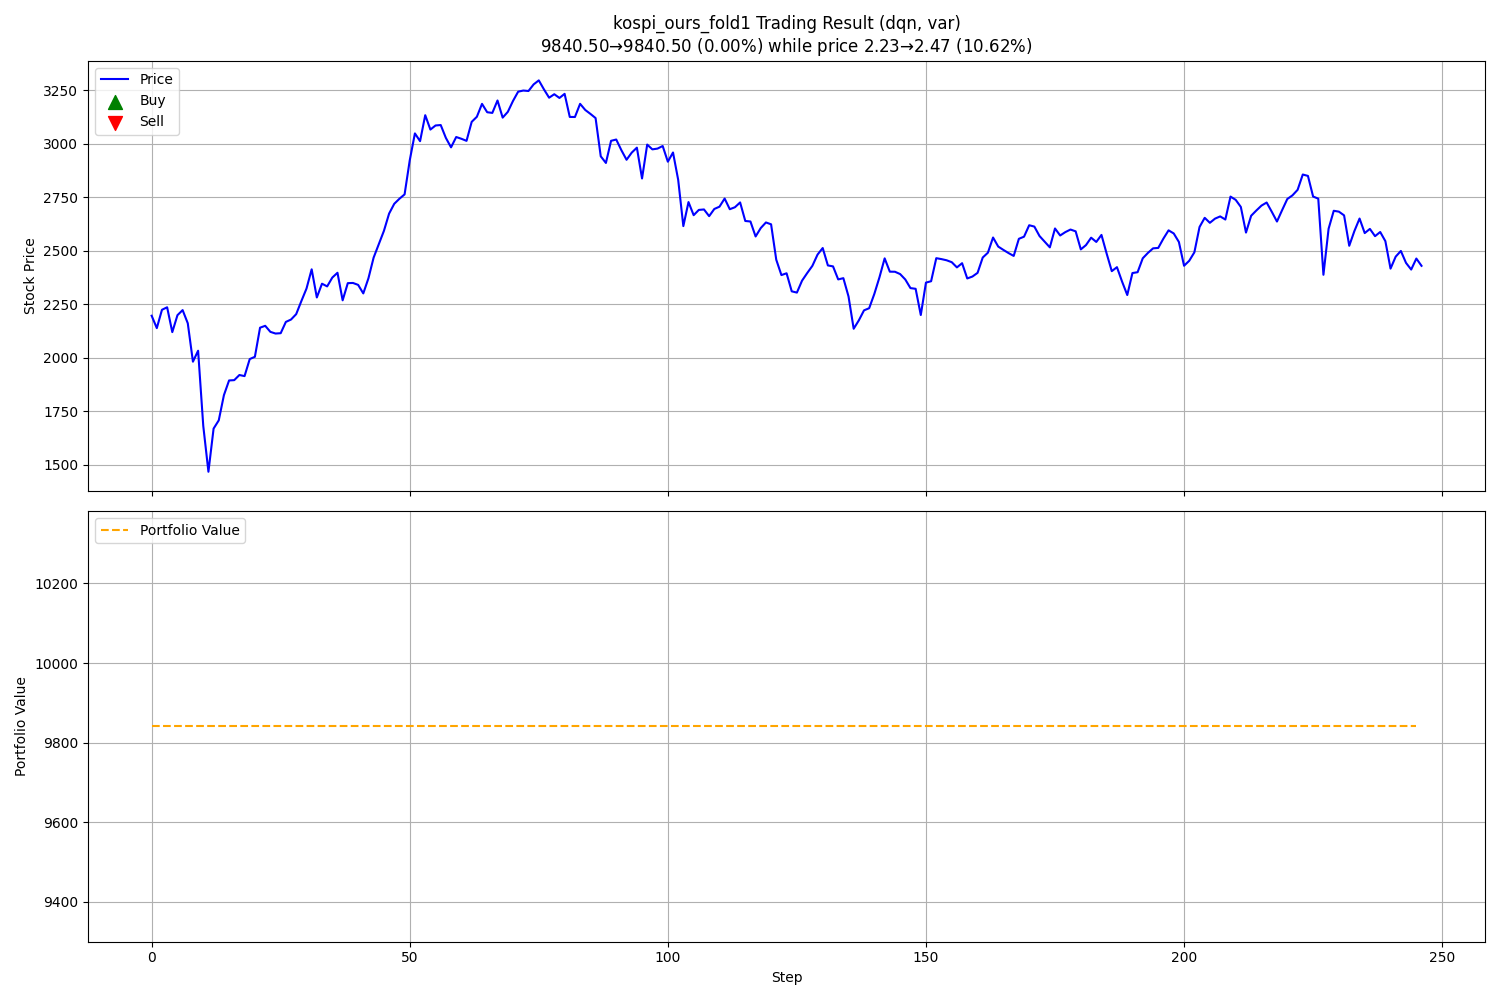 kospi_ours_fold1 Trading Result (dqn, var)
9840.50→9840.50 (0.00%) while price 2.23→2.47 (10.62%)
Price
Buy
Sell
3250
3000
2750
2500
2250
2000
1750
1500
Stock Price
Portfolio Value
10200
10000
9800
9600
9400
Portfolio Value
0
50
100
150
200
250
Step